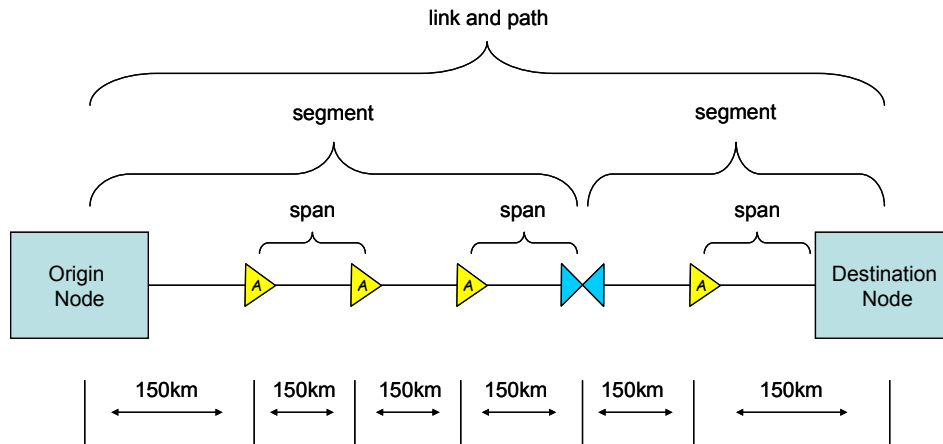 link and path
segment
segment
span
span
span
Origin
Node
A
A
A
A
Destination
Node
150km
150km
150km
150km
150km
150km